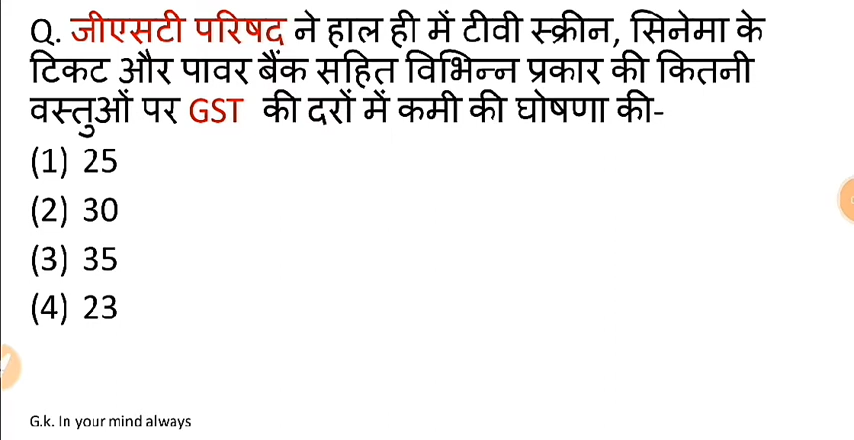 Q. जीएसटी परिषद ने हाल ही में टीवी स्क्रीन, सिनेमा के
टिकट और पावर बैंक सहित विभिन्न प्रकार की कितनी
वस्तुओं पर GST की दरों में कमी की घोषणा की-
(1) 25
(2) 30
(3) 35
(4) 23
G.k. In your mind always